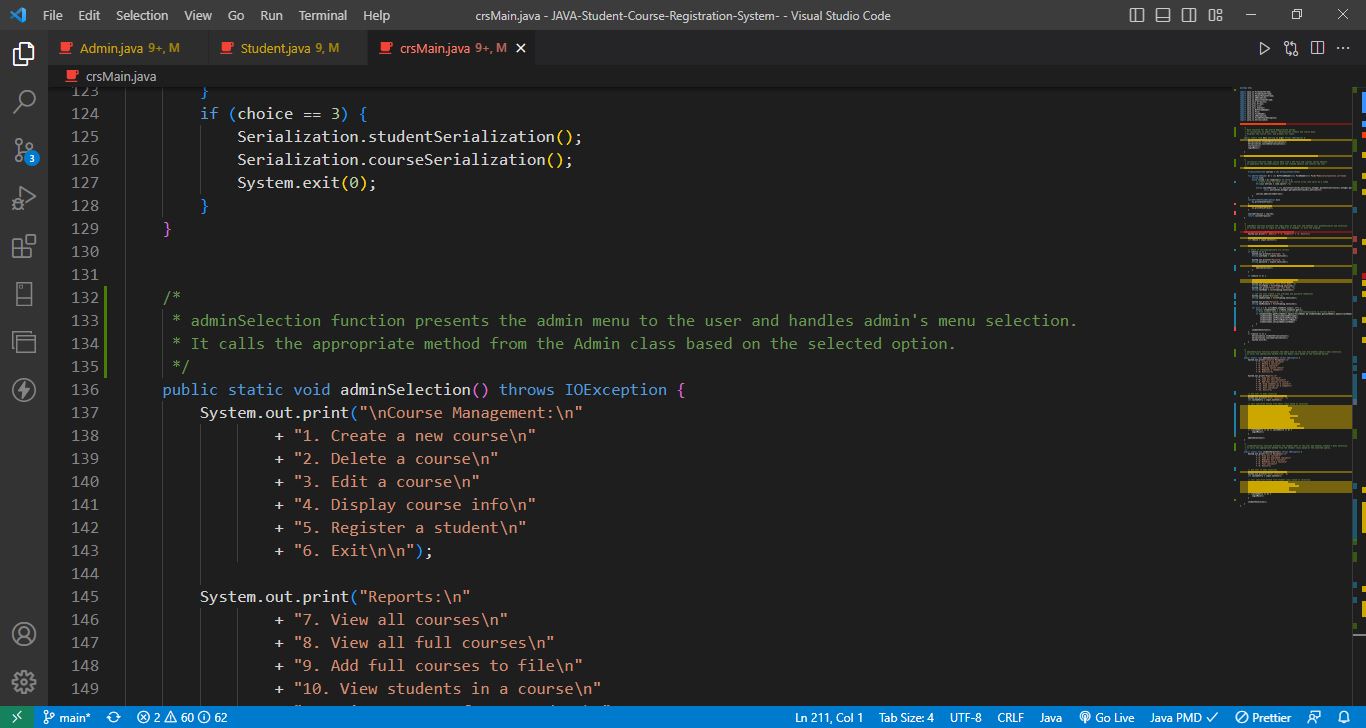 File Edit Selection View Go Run Terminal Help crsMain.java - JAVA-Student-Course-Registration-System- - Visual Studio Code
Admin.java 9+, M Student.java 9, M crsMain.java 9+, M
crsMain.java
123 }
124 if (choice == 3) {
125 Serialization.studentSerialization();
126 Serialization.courseSerialization();
127 System.exit(0);
128 }
129 }
130
131
132 /*
133 * adminSelection function presents the admin menu to the user and handles admin's menu selection.
134 * It calls the appropriate method from the Admin class based on the selected option.
135 */
136 public static void adminSelection() throws IOException {
137 System.out.print("\nCourse Management:\n"
138 + "1. Create a new course\n"
139 + "2. Delete a course\n"
140 + "3. Edit a course\n"
141 + "4. Display course info\n"
142 + "5. Register a student\n"
143 + "6. Exit\n\n");
144
145 System.out.print("Reports:\n"
146 + "7. View all courses\n"
147 + "8. View all full courses\n"
148 + "9. Add full courses to file\n"
149 + "10. View students in a course\n"
3
main* 2 60 62 Ln 211, Col 1 Tab Size: 4 UTF-8 CRLF Java Go Live Java PMD Prettier